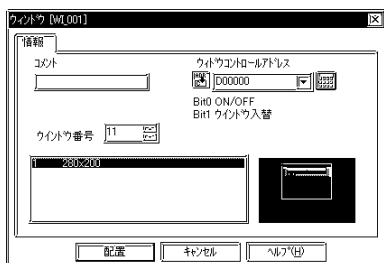 ウィンドウ [WI_001]
情報
コメント
ウィドウコントロールアドレス
D00000
Bit0 ON/OFF
Bit1 ウインドウ入替
ウインドウ番号
11
1 280x200
配置
キャンセル
ヘルプ(H)